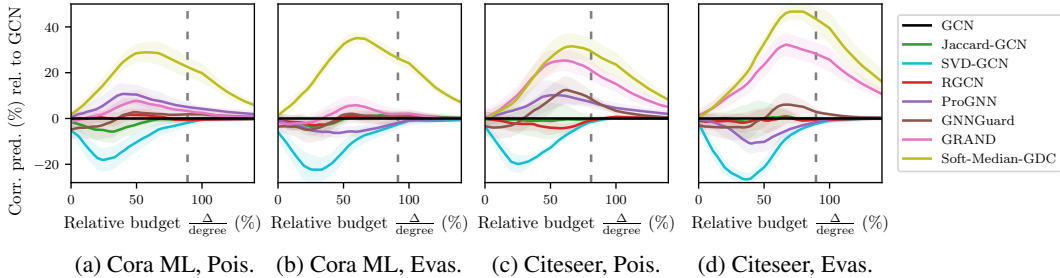 Corr. pred. (%) rel. to GCN
40
20
0
−20
0 50 100
0 50 100
0 50 100
0 50 100
Relative budget Δ/degree (%)
Relative budget Δ/degree (%)
Relative budget Δ/degree (%)
Relative budget Δ/degree (%)
GCN
Jaccard-GCN
SVD-GCN
RGCN
ProGNN
GNNGuard
GRAND
Soft-Median-GDC
(a) Cora ML, Pois.
(b) Cora ML, Evas.
(c) Citeseer, Pois.
(d) Citeseer, Evas.